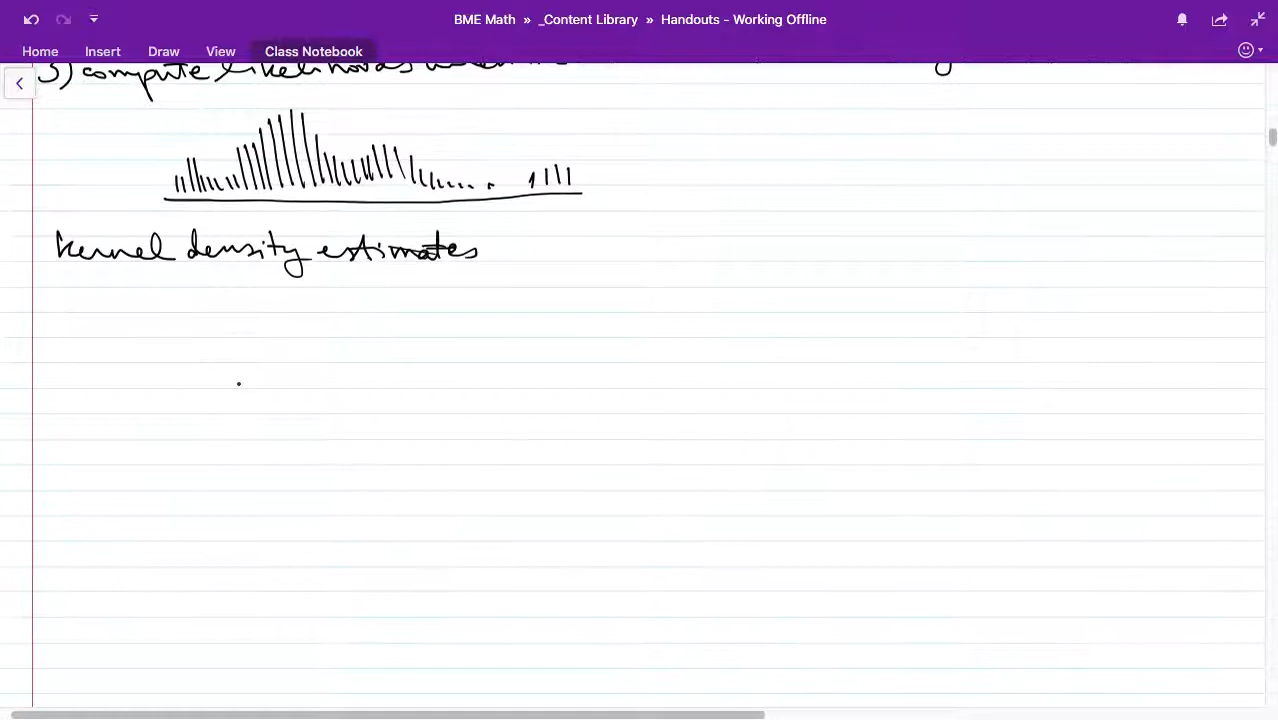 BME Math » _Content Library » Handouts - Working Offline
Home Insert Draw View Class Notebook
3) compute likelihoods
kernel density estimates